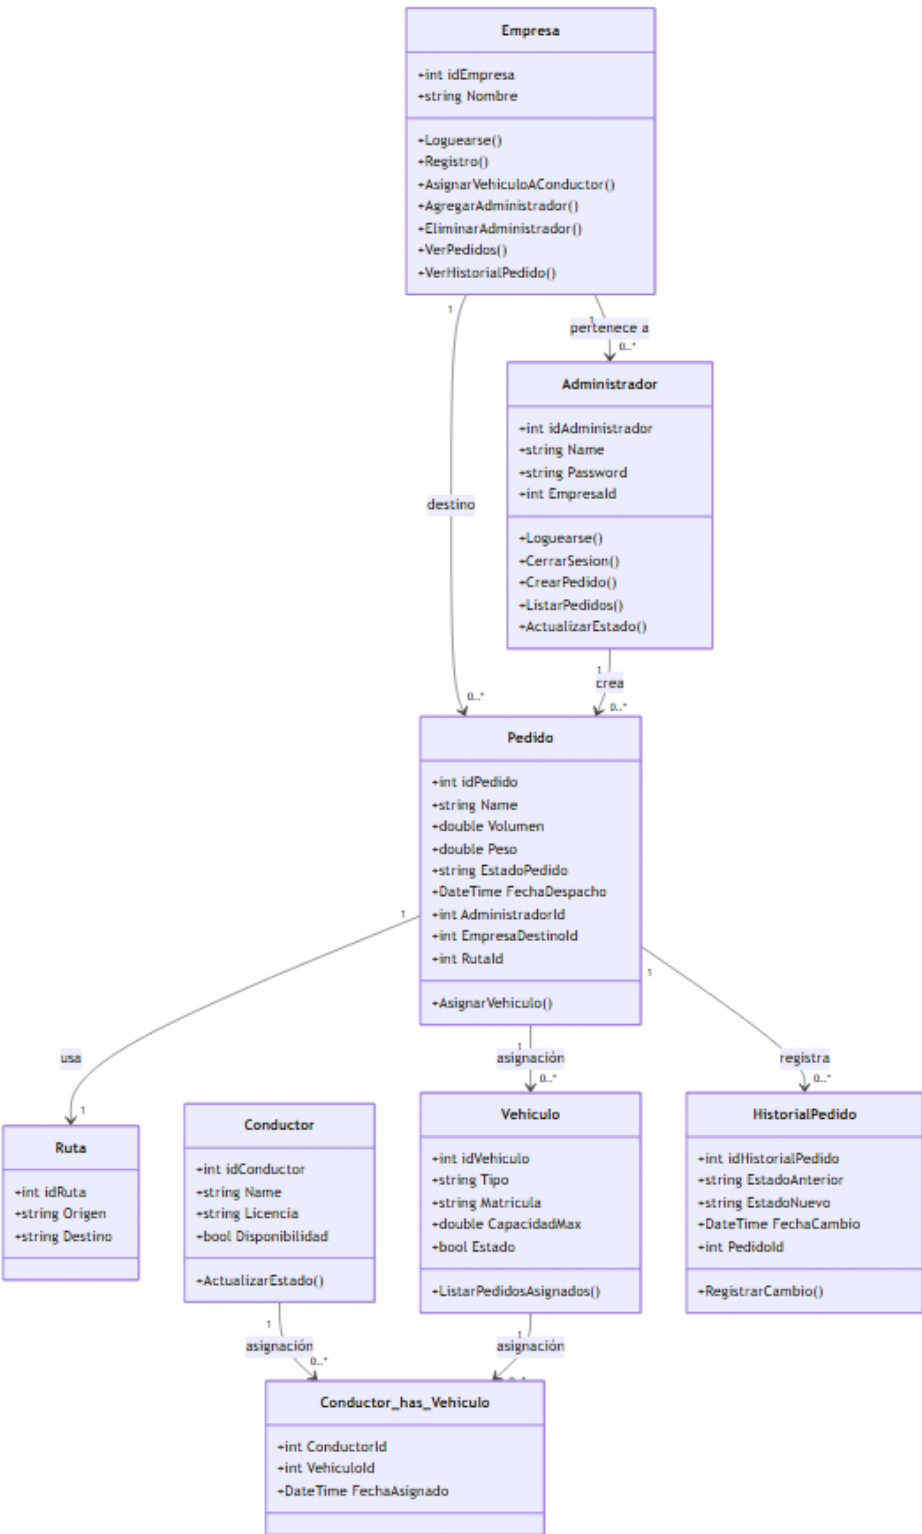 Empresa
+int idEmpresa
+string Nombre
+Loguearse()
+Registro()
+AsignarVehiculoAConductor()
+AgregarAdministrador()
+EliminarAdministrador()
+VerPedidos()
+VerHistorialPedido()
1
1
pertenece a
0..*
Administrador
+int idAdministrador
+string Name
+string Password
+int EmpresaId
+Loguearse()
+CerrarSesion()
+CrearPedido()
+ListarPedidos()
+ActualizarEstado()
destino
1
crea
0..*
0..*
Pedido
+int idPedido
+string Name
+double Volumen
+double Peso
+string EstadoPedido
+DateTime FechaDespacho
+int AdministradorId
+int EmpresaDestinoId
+int RutaId
+AsignarVehiculo()
1
1
usa
1
1
asignación
0..*
registra
0..*
Ruta
+int idRuta
+string Origen
+string Destino
Conductor
+int idConductor
+string Name
+string Licencia
+bool Disponibilidad
+ActualizarEstado()
Vehiculo
+int idVehiculo
+string Tipo
+string Matricula
+double CapacidadMax
+bool Estado
+ListarPedidosAsignados()
HistorialPedido
+int idHistorialPedido
+string EstadoAnterior
+string EstadoNuevo
+DateTime FechaCambio
+int PedidoId
+RegistrarCambio()
1
asignación
0..*
1
asignación
Conductor_has_Vehiculo
+int ConductorId
+int VehiculoId
+DateTime FechaAsignado